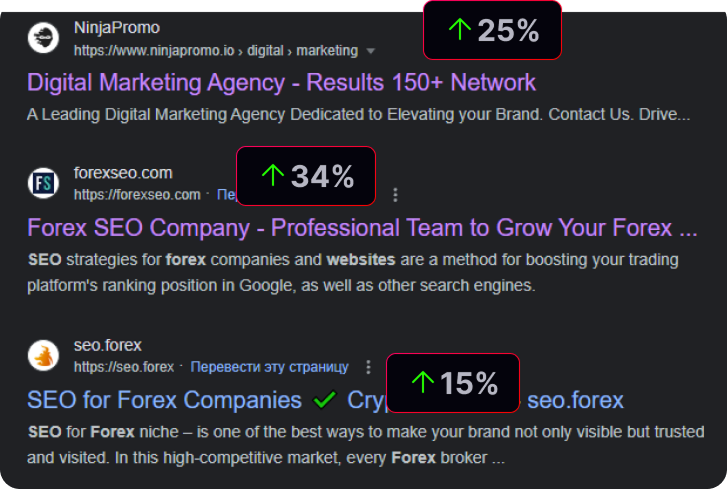 NinjaPromo
https://www.ninjapromo.io › digital › marketing
↑ 25%
Digital Marketing Agency - Results 150+ Network
A Leading Digital Marketing Agency Dedicated to Elevating your Brand. Contact Us. Drive...
FS
forexseo.com
https://forexseo.com ·
↑ 34%
Forex SEO Company - Professional Team to Grow Your Forex ...
SEO strategies for forex companies and websites are a method for boosting your trading
platform's ranking position in Google, as well as other search engines.
seo.forex
https://seo.forex · Перевести эту страницу
↑ 15%
SEO for Forex Companies ✓ seo.forex
SEO for Forex niche – is one of the best ways to make your brand not only visible but trusted
and visited. In this high-competitive market, every Forex broker ...